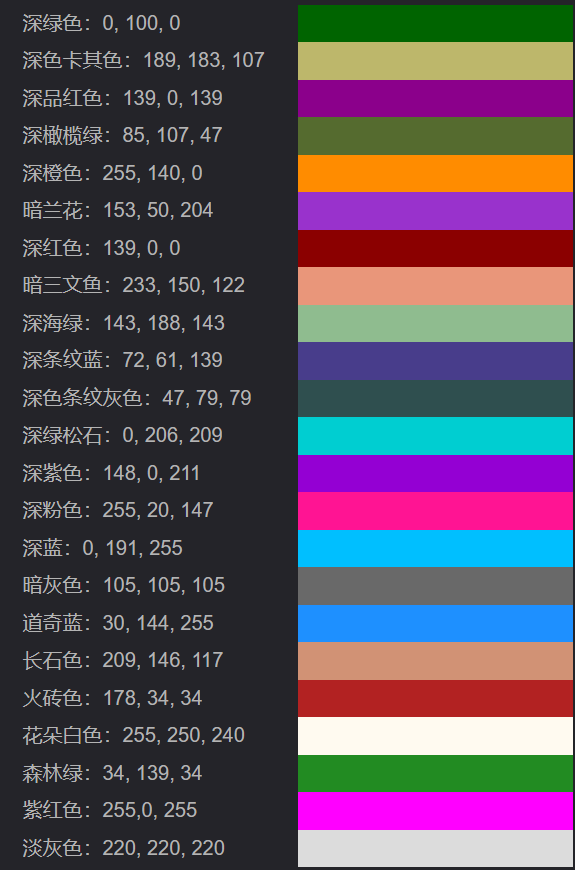 深绿色：0, 100, 0
深色卡其色：189, 183, 107
深品红色：139, 0, 139
深橄榄绿：85, 107, 47
深橙色：255, 140, 0
暗兰花：153, 50, 204
深红色：139, 0, 0
暗三文鱼：233, 150, 122
深海绿：143, 188, 143
深条纹蓝：72, 61, 139
深色条纹灰色：47, 79, 79
深绿松石：0, 206, 209
深紫色：148, 0, 211
深粉色：255, 20, 147
深蓝：0, 191, 255
暗灰色：105, 105, 105
道奇蓝：30, 144, 255
长石色：209, 146, 117
火砖色：178, 34, 34
花朵白色：255, 250, 240
森林绿：34, 139, 34
紫红色：255,0, 255
淡灰色：220, 220, 220